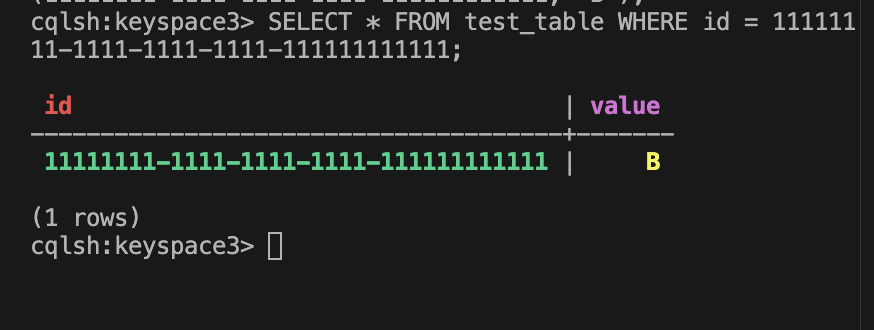 cqlsh:keyspace3> SELECT * FROM test_table WHERE id = 111111
11-1111-1111-1111-111111111111;
id | value
--------------------------------------+-------
11111111-1111-1111-1111-111111111111 | B
(1 rows)
cqlsh:keyspace3>